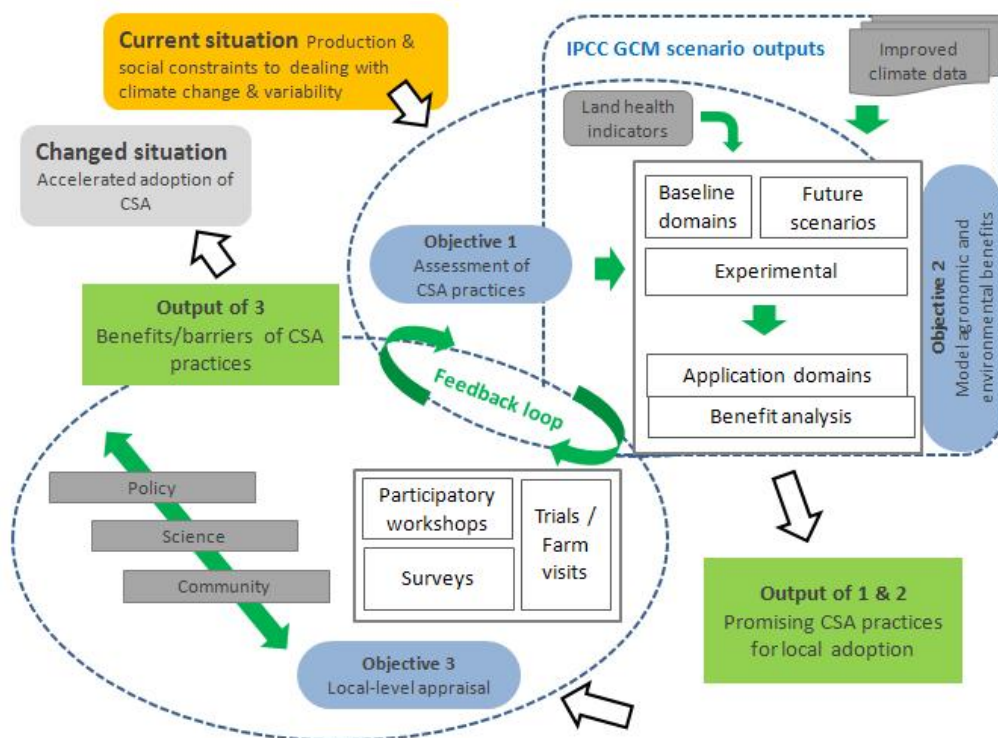 Current situation Production &
social constraints to dealing with
climate change & variability
IPCC GCM scenario outputs
Improved
climate data
Land health
indicators
Changed situation
Accelerated adoption of
CSA
Baseline
domains
Future
scenarios
Objective 1
Assessment of
CSA practices
Experimental
Objective 2
Model agronomic and
environmental benefits
Output of 3
Benefits/barriers of CSA
practices
Application domains
Benefit analysis
Feedback loop
Policy
Science
Community
Participatory
workshops
Surveys
Trials /
Farm
visits
Output of 1 & 2
Promising CSA practices
for local adoption
Objective 3
Local-level appraisal